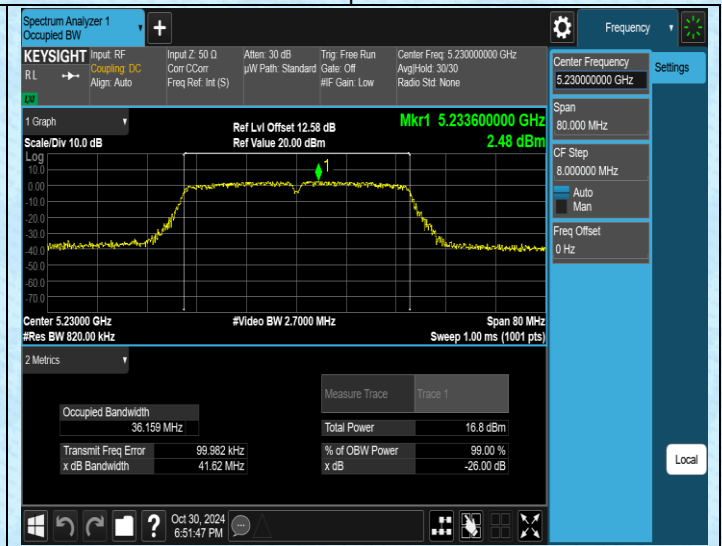 Spectrum Analyzer 1
Occupied BW
+
Frequency
KEYSIGHT
RL
LXI
Input: RF
Coupling: DC
Align: Auto
Input Z: 50 Ω
Corr CCorr
Freq Ref: Int (S)
Atten: 30 dB
µW Path: Standard
Trig: Free Run
Gate: Off
#IF Gain: Low
Center Freq: 5.230000000 GHz
Avg|Hold: 30/30
Radio Std: None
Center Frequency
5.230000000 GHz
Settings
Span
80.000 MHz
CF Step
8.000000 MHz
Auto
Man
Freq Offset
0 Hz
1 Graph
Scale/Div 10.0 dB
Ref Lvl Offset 12.58 dB
Ref Value 20.00 dBm
Mkr1 5.233600000 GHz
2.48 dBm
Log
10.0
0.00
-10.0
-20.0
-30.0
-40.0
-50.0
-60.0
-70.0
1
Center 5.23000 GHz
#Res BW 820.00 kHz
#Video BW 2.7000 MHz
Span 80 MHz
Sweep 1.00 ms (1001 pts)
2 Metrics
Measure Trace Trace 1
Occupied Bandwidth
36.159 MHz
Total Power 16.8 dBm
Transmit Freq Error 99.982 kHz
% of OBW Power 99.00 %
x dB Bandwidth 41.62 MHz
x dB -26.00 dB
Local
?
Oct 30, 2024
6:51:47 PM